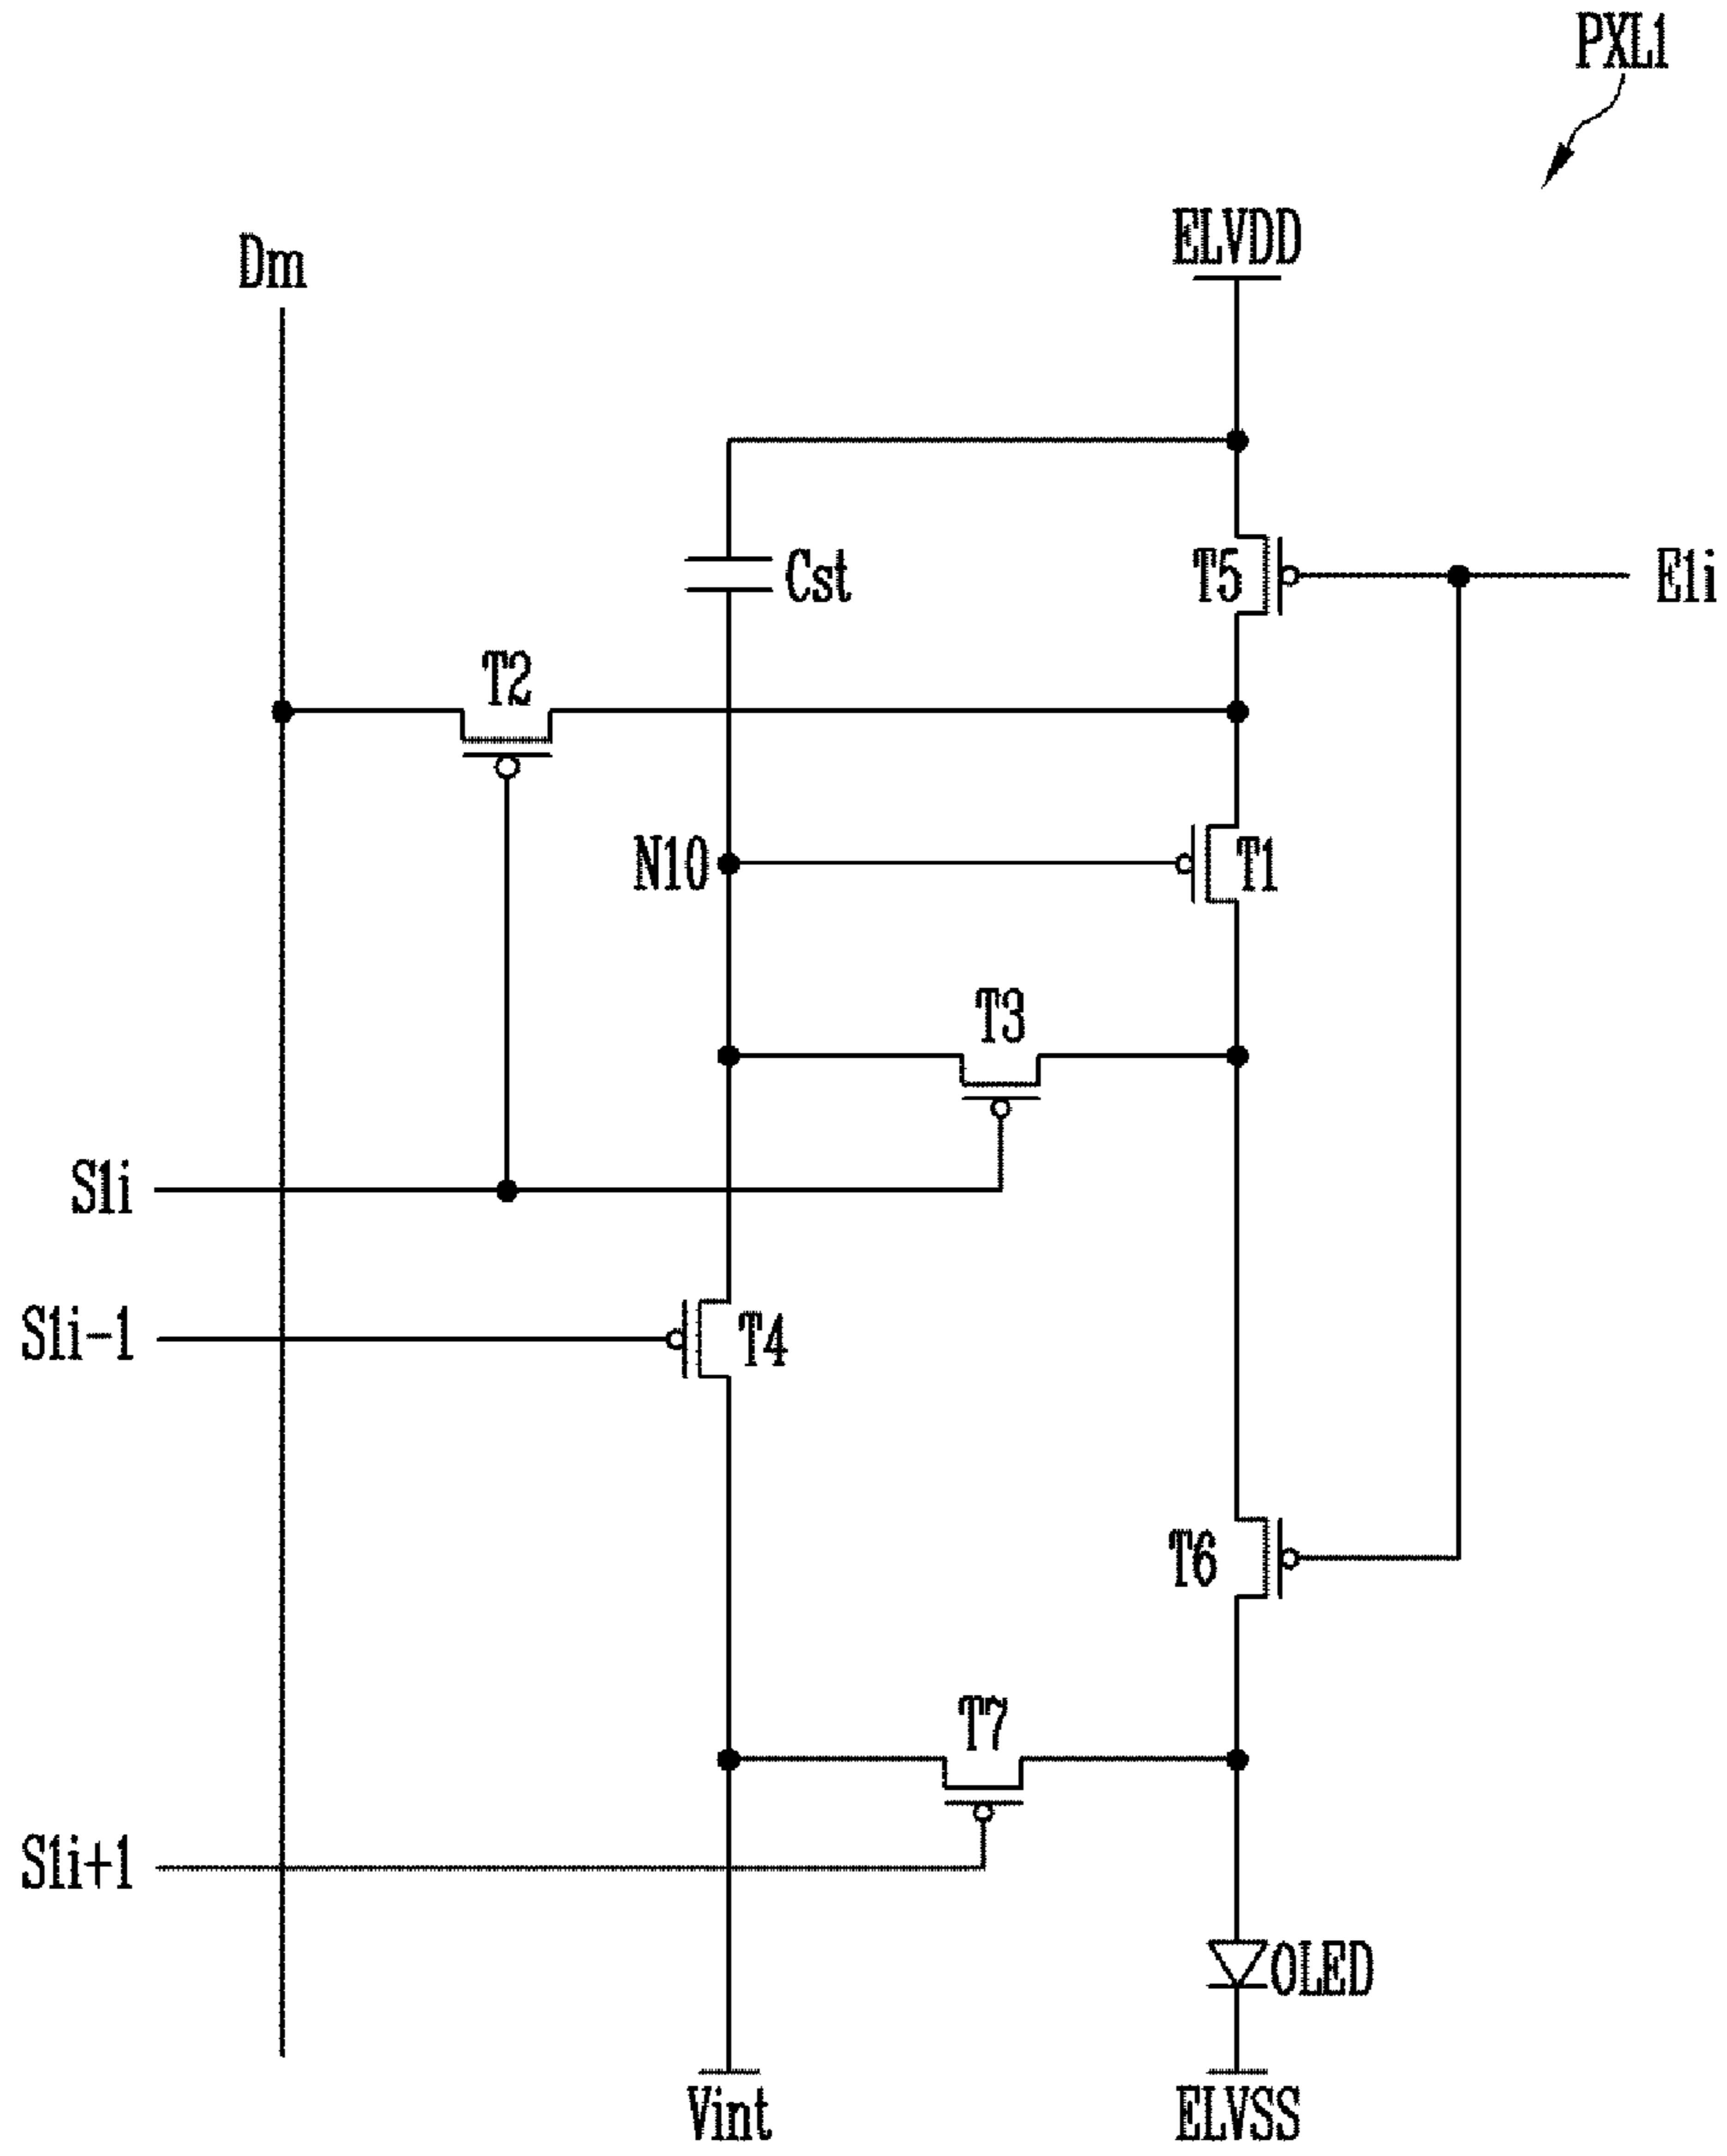 PXL1
ELVDD
Dm
Cst
T5
E1i
T2
N10
T1
T3
S1i
S1i-1
T4
T6
T7
S1i+1
OLED
Vint
ELVSS